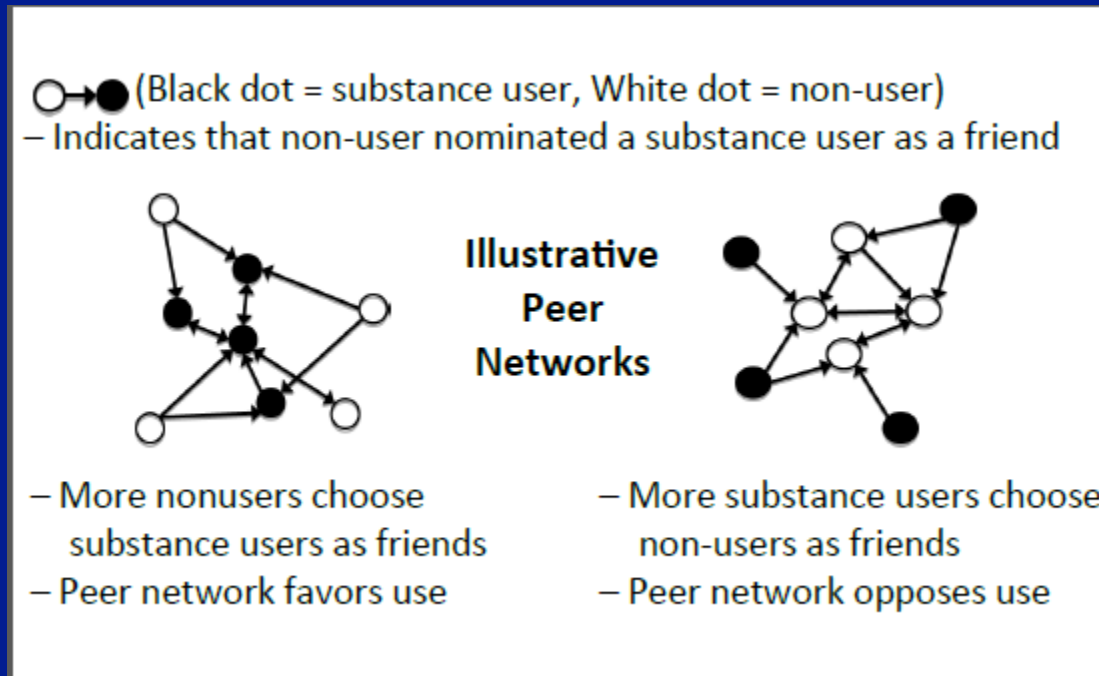 (Black dot = substance user, White dot = non-user)
– Indicates that non-user nominated a substance user as a friend
Illustrative
Peer
Networks
– More nonusers choose
substance users as friends
– Peer network favors use
– More substance users choose
non-users as friends
– Peer network opposes use